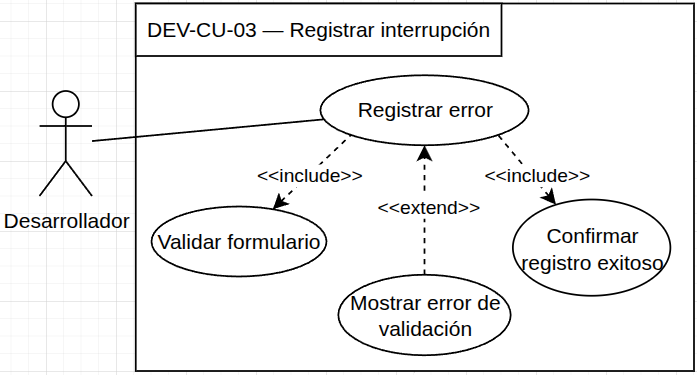 DEV-CU-03 — Registrar interrupción
Registrar error
<<include>>
<<include>>
<<extend>>
Desarrollador
Validar formulario
Confirmar
registro exitoso
Mostrar error de
validación